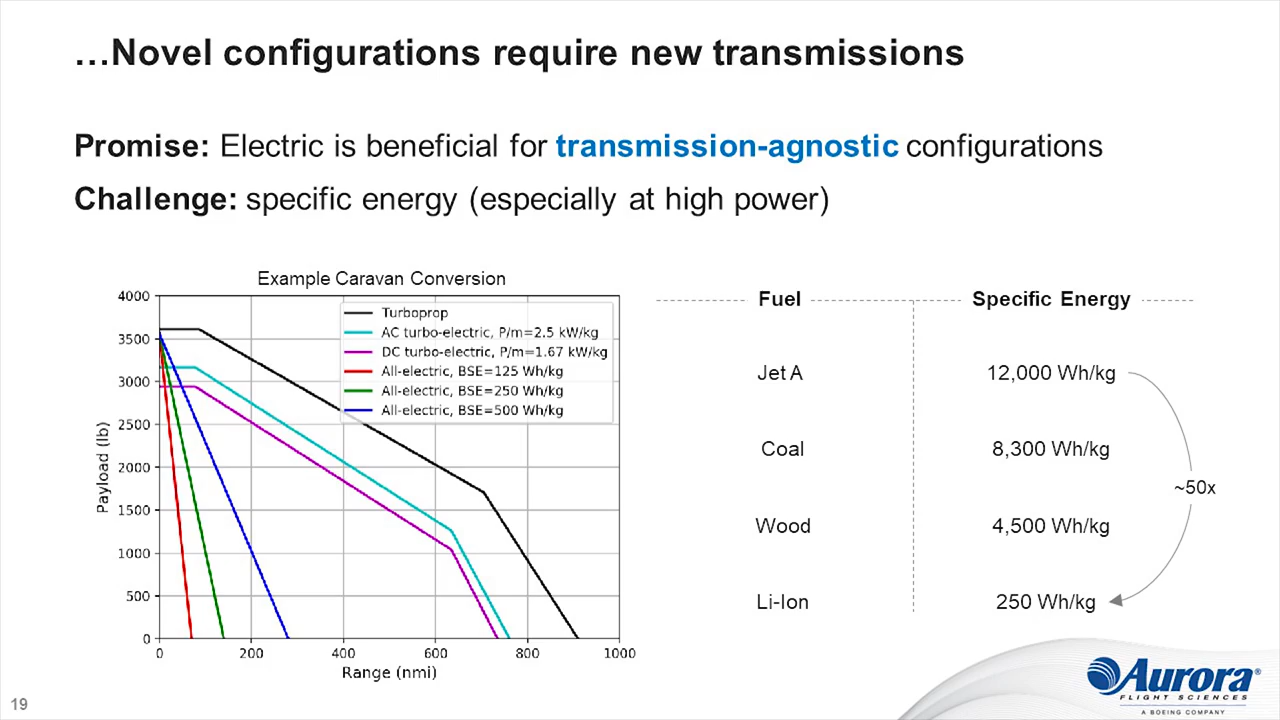 …Novel configurations require new transmissions
Promise: Electric is beneficial for transmission-agnostic configurations
Challenge: specific energy (especially at high power)
Example Caravan Conversion
4000
3500
3000
2500
2000
1500
1000
500
0
Payload (lb)
Turboprop
AC turbo-electric, P/m=2.5 kW/kg
DC turbo-electric, P/m=1.67 kW/kg
All-electric, BSE=125 Wh/kg
All-electric, BSE=250 Wh/kg
All-electric, BSE=500 Wh/kg
0 200 400 600 800 1000
Range (nmi)
Fuel Specific Energy
Jet A 12,000 Wh/kg
Coal 8,300 Wh/kg
~50x
Wood 4,500 Wh/kg
Li-Ion 250 Wh/kg
19
Aurora®
FLIGHT SCIENCES
A BOEING COMPANY